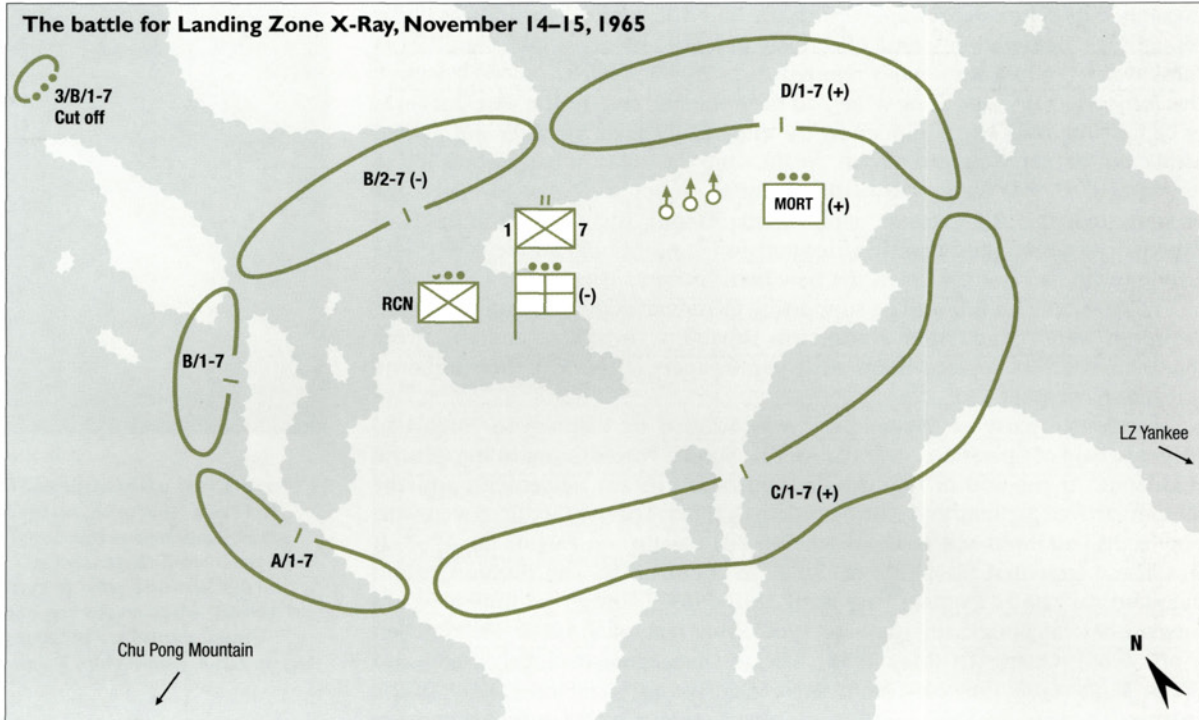 The battle for Landing Zone X-Ray, November 14–15, 1965
3/B/1-7
Cut off
D/1-7 (+)
B/2-7 (-)
MORT (+)
1 7
RCN
(-)
B/1-7
LZ Yankee
C/1-7 (+)
A/1-7
Chu Pong Mountain
N